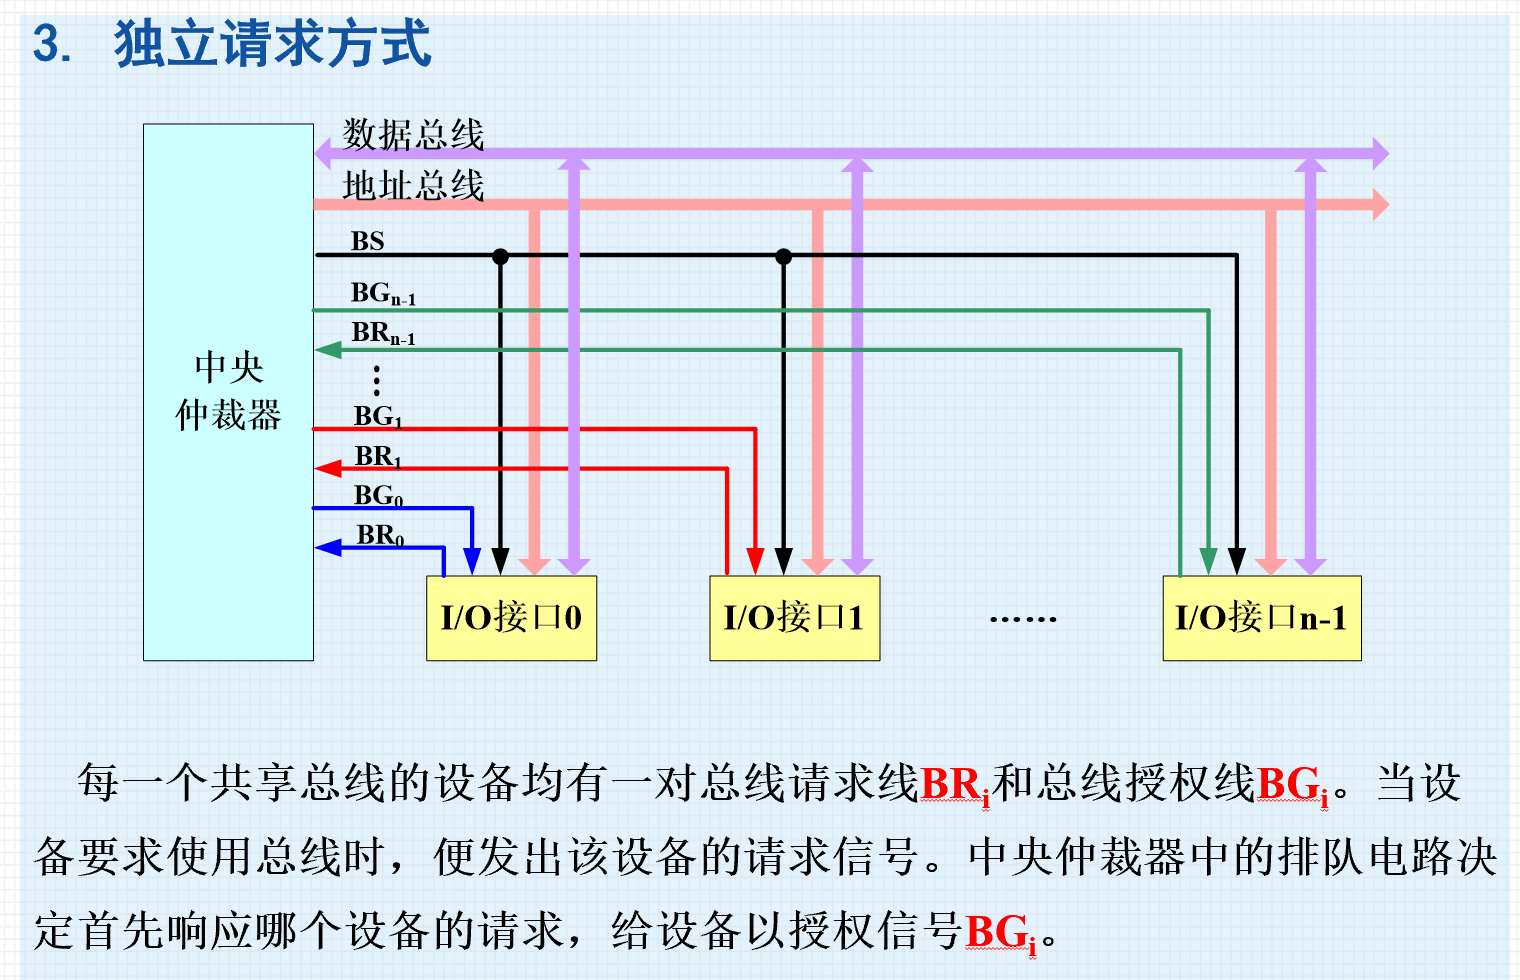 3. 独立请求方式
数据总线
地址总线
BS
BGn-1
BRn-1
⋮
中央
仲裁器
BG1
BR1
BG0
BR0
I/O接口0
I/O接口1
……
I/O接口n-1
每一个共享总线的设备均有一对总线请求线BRi和总线授权线BGi。当设
备要求使用总线时，便发出该设备的请求信号。中央仲裁器中的排队电路决
定首先响应哪个设备的请求，给设备以授权信号BGi。